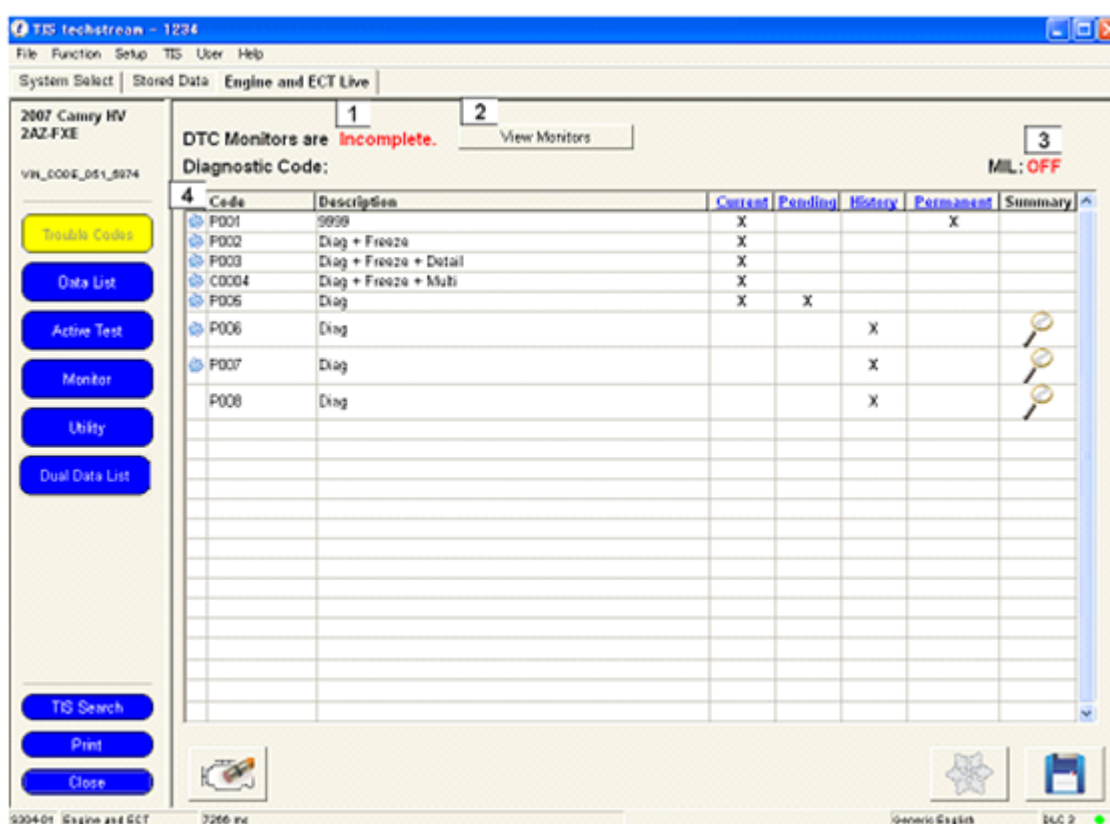 TIS techstream - 1234
File Function Setup TIS User Help
System Select Stored Data Engine and ECT Live
2007 Camry HV
2AZ-FXE
1 2
DTC Monitors are Incomplete. View Monitors
3
Diagnostic Code: MIL: OFF
4 Code Description Current Pending History Permanent Summary
P001 9999 X X
P002 Diag + Freeze X
P003 Diag + Freeze + Detail X
C0004 Diag + Freeze + Multi X
P005 Diag X X
P006 Diag X
P007 Diag X
P008 Diag X
Trouble Codes
Data List
Active Test
Monitor
Utility
Dual Data List
TIS Search
Print
Close
S304-01 Engine and ECT 7266 ms Generic English DLC 3